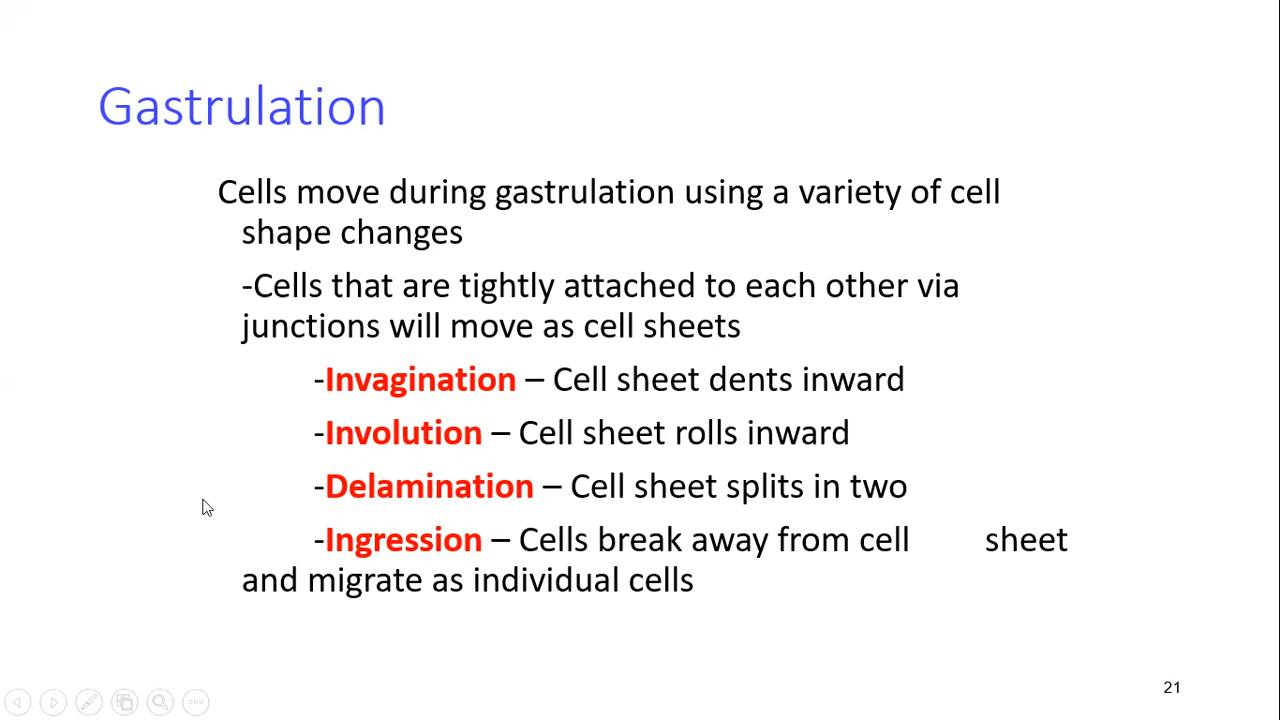 Gastrulation
Cells move during gastrulation using a variety of cell
shape changes
-Cells that are tightly attached to each other via
junctions will move as cell sheets
-Invagination – Cell sheet dents inward
-Involution – Cell sheet rolls inward
-Delamination – Cell sheet splits in two
-Ingression – Cells break away from cell sheet
and migrate as individual cells
21